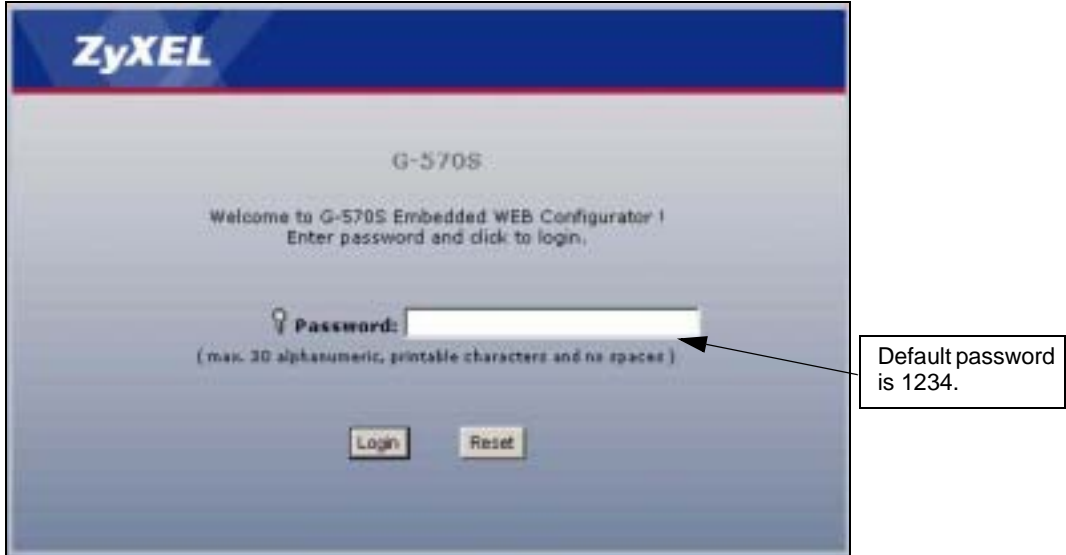 ZyXEL
G-570S
Welcome to G-570S Embedded WEB Configurator !
Enter password and click to login.
Password:
( max. 30 alphanumeric, printable characters and no spaces )
Default password
is 1234.
Login
Reset